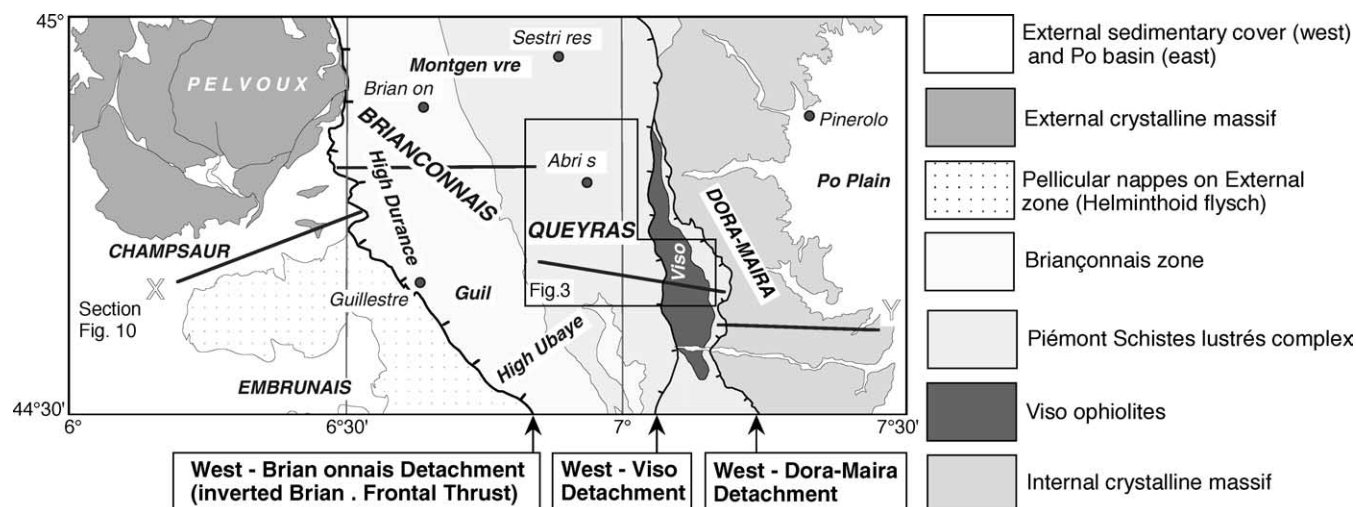 45°
PELVOUX
Sestri res
Montgen vre
Brian on
BRIANCONNAIS
Pinerolo
High Durance
Abri s
Po Plain
DORA-MAIRA
CHAMPSAUR
QUEYRAS
Viso
X
Section
Fig. 10
Guillestre
Guil
Fig.3
Y
High Ubaye
EMBRUNAIS
44°30'
6°
6°30'
7°
7°30'
West - Brian onnais Detachment
(inverted Brian . Frontal Thrust)
West - Viso
Detachment
West - Dora-Maira
Detachment
External sedimentary cover (west)
and Po basin (east)
External crystalline massif
Pellicular nappes on External
zone (Helminthoid flysch)
Briançonnais zone
Piémont Schistes lustrés complex
Viso ophiolites
Internal crystalline massif